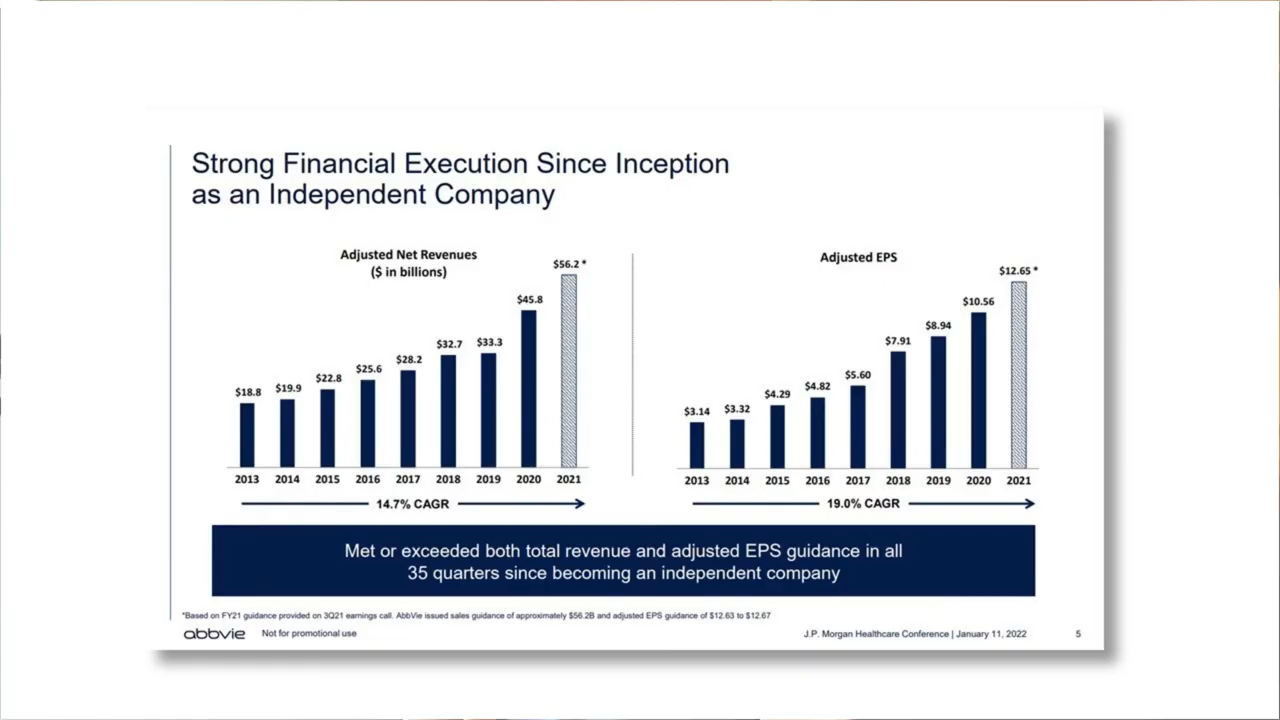 Strong Financial Execution Since Inception
as an Independent Company
Adjusted Net Revenues
($ in billions)
$18.8
$19.9
$22.8
$25.6
$28.2
$32.7
$33.3
$45.8
$56.2 *
2013 2014 2015 2016 2017 2018 2019 2020 2021
14.7% CAGR
Adjusted EPS
$3.14
$3.32
$4.29
$4.82
$5.60
$7.91
$8.94
$10.56
$12.65 *
2013 2014 2015 2016 2017 2018 2019 2020 2021
19.0% CAGR
Met or exceeded both total revenue and adjusted EPS guidance in all
35 quarters since becoming an independent company
*Based on FY21 guidance provided on 3Q21 earnings call. AbbVie issued sales guidance of approximately $56.2B and adjusted EPS guidance of $12.63 to $12.67
abbvie Not for promotional use
J.P. Morgan Healthcare Conference | January 11, 2022 5